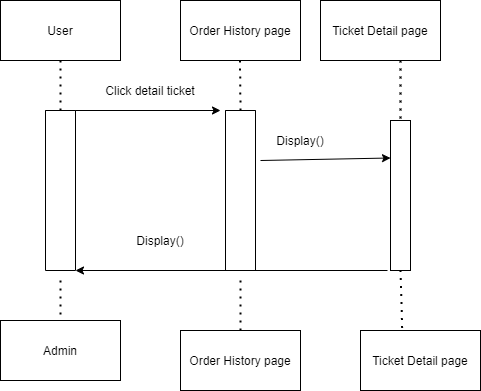 User
Order History page
Ticket Detail page
Click detail ticket
Display()
Display()
Admin
Order History page
Ticket Detail page